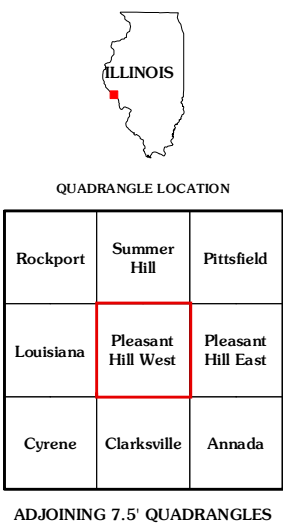 ILLINOIS
QUADRANGLE LOCATION
Rockport
Summer
Hill
Pittsfield
Louisiana
Pleasant
Hill West
Pleasant
Hill East
Cyrene
Clarksville
Annada
ADJOINING 7.5' QUADRANGLES